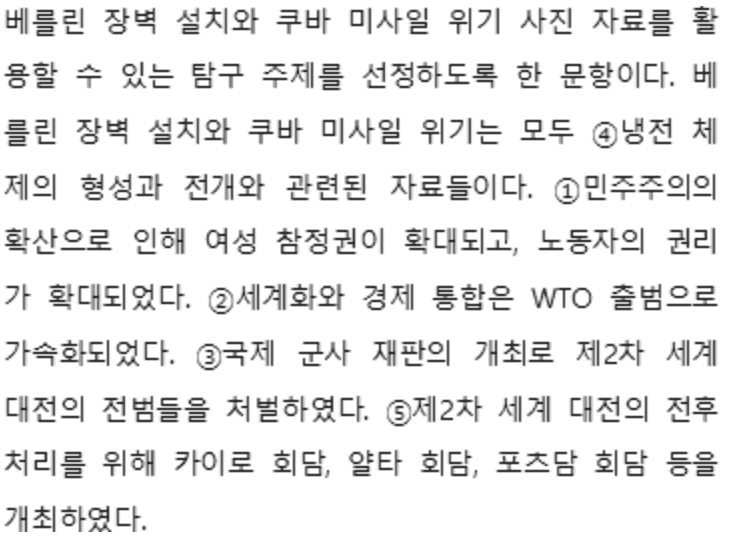 베를린 장벽 설치와 쿠바 미사일 위기 사진 자료를 활
용할 수 있는 탐구 주제를 선정하도록 한 문항이다. 베
를린 장벽 설치와 쿠바 미사일 위기는 모두 ④냉전 체
제의 형성과 전개와 관련된 자료들이다. ①민주주의의
확산으로 인해 여성 참정권이 확대되고, 노동자의 권리
가 확대되었다. ②세계화와 경제 통합은 WTO 출범으로
가속화되었다. ③국제 군사 재판의 개최로 제2차 세계
대전의 전범들을 처벌하였다. ⑤제2차 세계 대전의 전후
처리를 위해 카이로 회담, 얄타 회담, 포츠담 회담 등을
개최하였다.